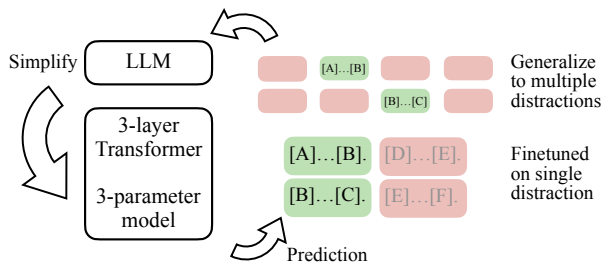 Simplify
LLM
[A]…[B]
[B]…[C]
Generalize
to multiple
distractions
3-layer
Transformer
3-parameter
model
[A]…[B].
[D]…[E].
[B]…[C].
[E]…[F].
Finetuned
on single
distraction
Prediction